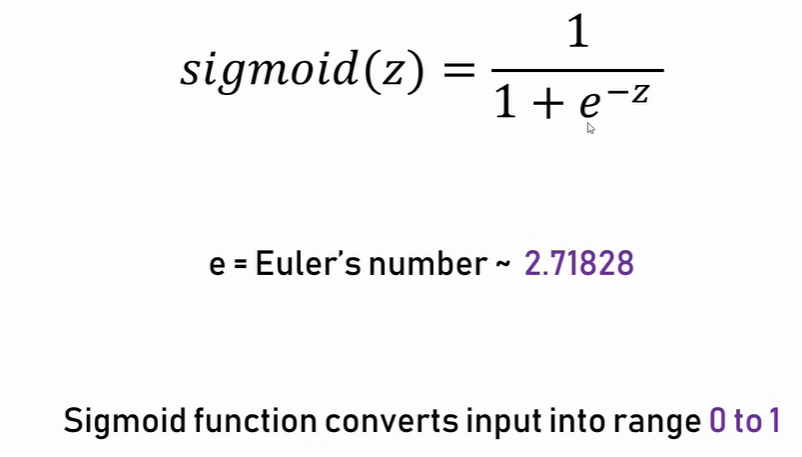 sigmoid(z) = 1 / (1 + e^{-z})
e = Euler's number ~ 2.71828
Sigmoid function converts input into range 0 to 1